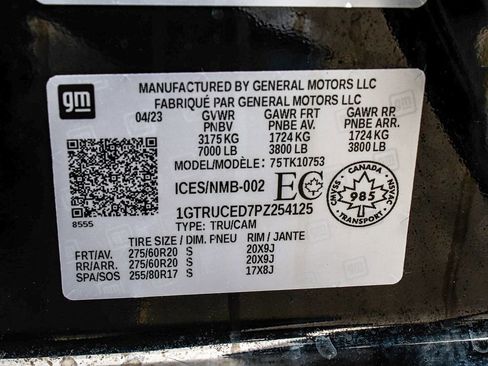 gm
MANUFACTURED BY GENERAL MOTORS LLC
FABRIQUÉ PAR GENERAL MOTORS LLC
04/23 GVWR GAWR FRT GAWR RR
PNBV PNBE AV. PNBE ARR.
3175 KG 1724 KG 1724 KG
7000 LB 3800 LB 3800 LB
MODEL/MODÈLE: 75TK10753
ICES/NMB-002 EC
CANADA
CMVSS NSVAC
985
1GTRUCED7PZ254125
8555
TYPE: TRU/CAM
TIRE SIZE / DIM. PNEU RIM / JANTE
FRT/AV. 275/60R20 S 20X9J
RR/ARR. 275/60R20 S 20X9J
SPA/SOS 255/80R17 S 17X8J